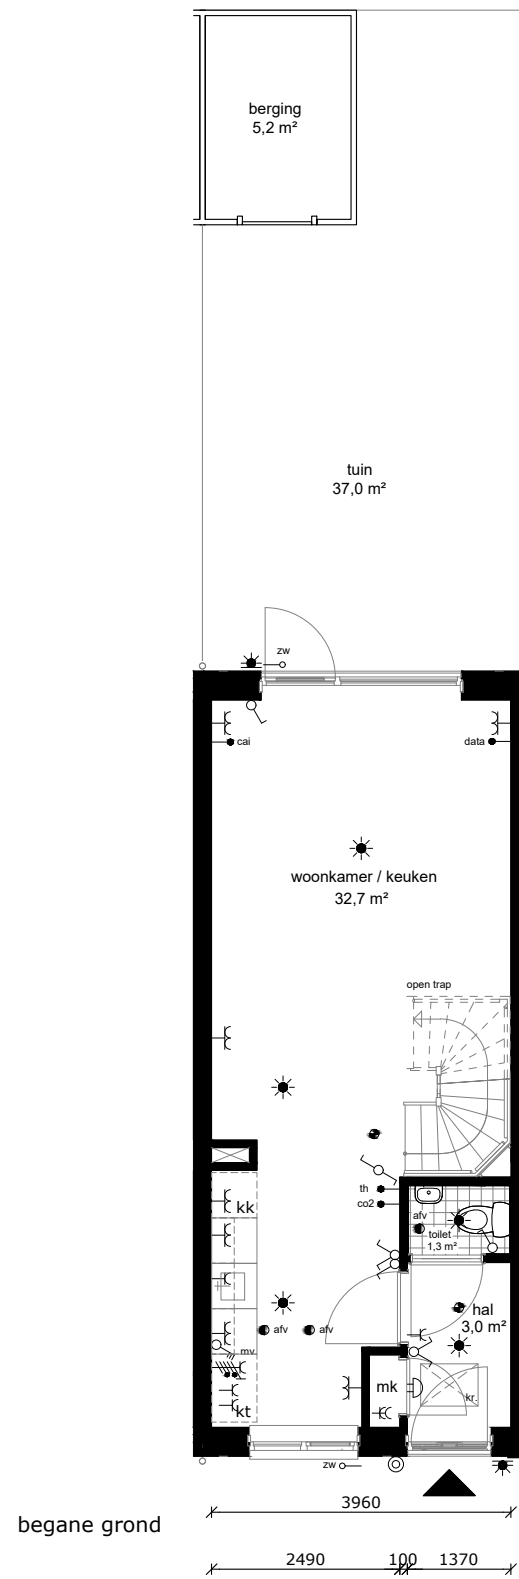 berging
5,2 m²
tuin
37,0 m²
zw
cai
data
woonkamer / keuken
32,7 m²
open trap
th
co2
kk
afv
toilet
1,3 m²
hal
3,0 m²
afv
afv
mv
mk
kr.
kt
zw
3960
begane grond
2490
100
1370